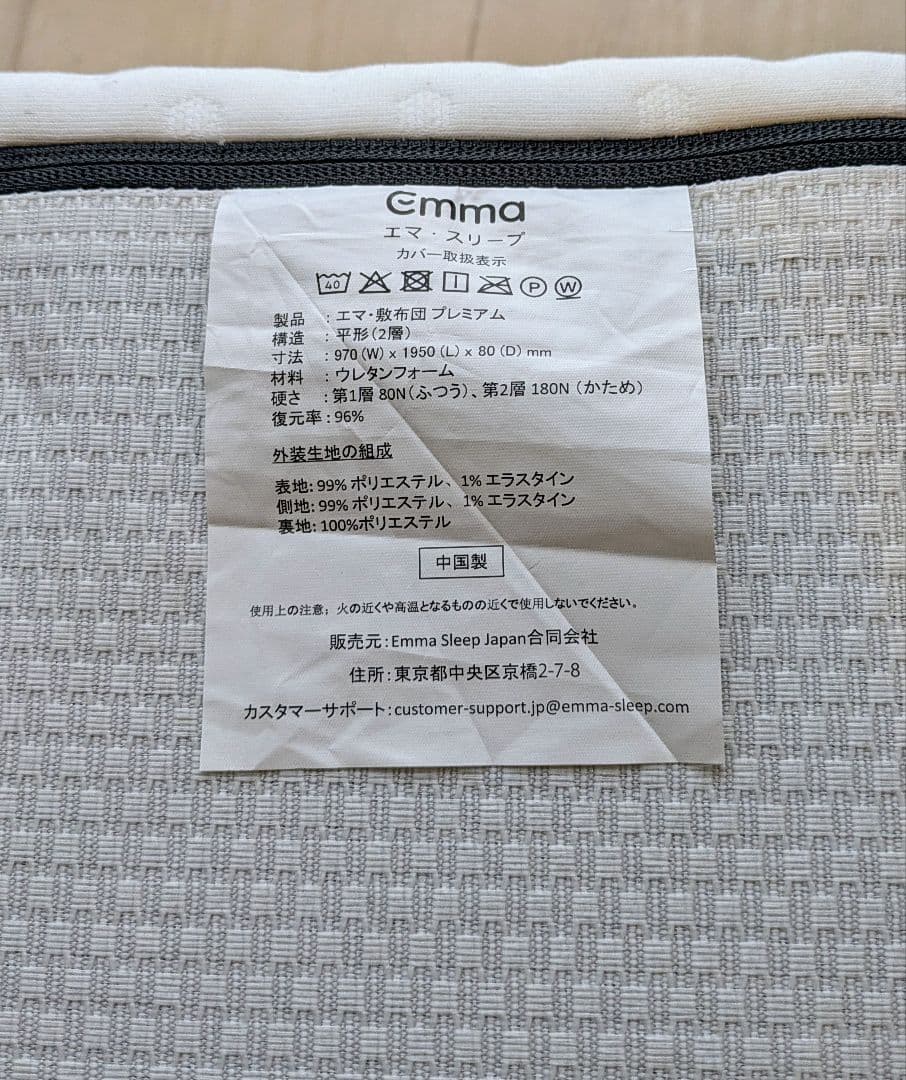 emma
エマ・スリープ
カバー取扱表示
40 P W
製品 : エマ・敷布団 プレミアム
構造 : 平形(2層)
寸法 : 970 (W) x 1950 (L) x 80 (D) mm
材料 : ウレタンフォーム
硬さ : 第1層 80N(ふつう)、第2層 180N (かため)
復元率 : 96%
外装生地の組成
表地: 99% ポリエステル、1% エラスタイン
側地: 99% ポリエステル、1% エラスタイン
裏地: 100%ポリエステル
中国製
使用上の注意; 火の近くや高温となるものの近くで使用しないでください。
販売元 : Emma Sleep Japan合同会社
住所 : 東京都中央区京橋2-7-8
カスタマーサポート : customer-support.jp@emma-sleep.com